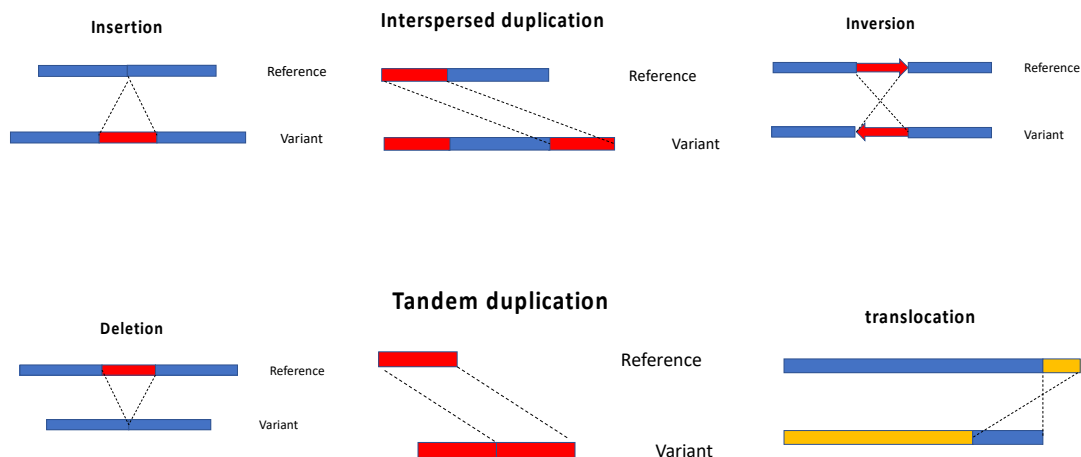 Insertion
Reference
Variant
Interspersed duplication
Reference
Variant
Inversion
Reference
Variant
Deletion
Reference
Variant
Tandem duplication
Reference
Variant
translocation